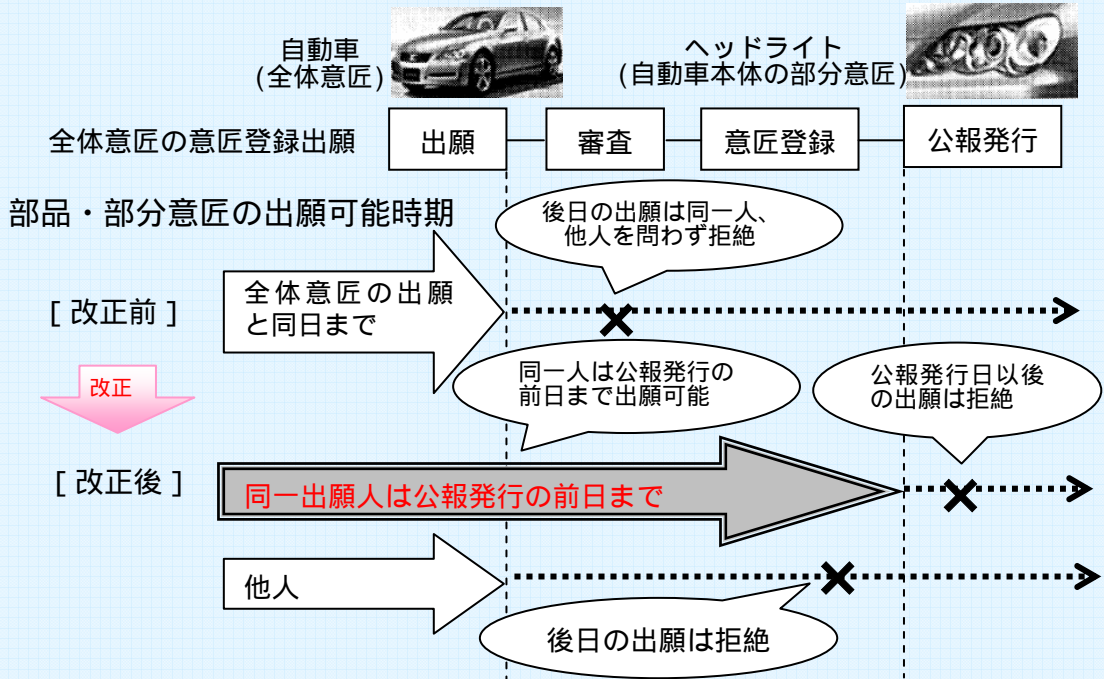 自動車
(全体意匠)
ヘッドライト
(自動車本体の部分意匠)
全体意匠の意匠登録出願
出願
審査
意匠登録
公報発行
部品・部分意匠の出願可能時期
後日の出願は同一人、
他人を問わず拒絶
[ 改正前 ]
全体意匠の出願
と同日まで
改正
同一人は公報発行の
前日まで出願可能
公報発行日以後
の出願は拒絶
[ 改正後 ]
同一出願人は公報発行の前日まで
他人
後日の出願は拒絶